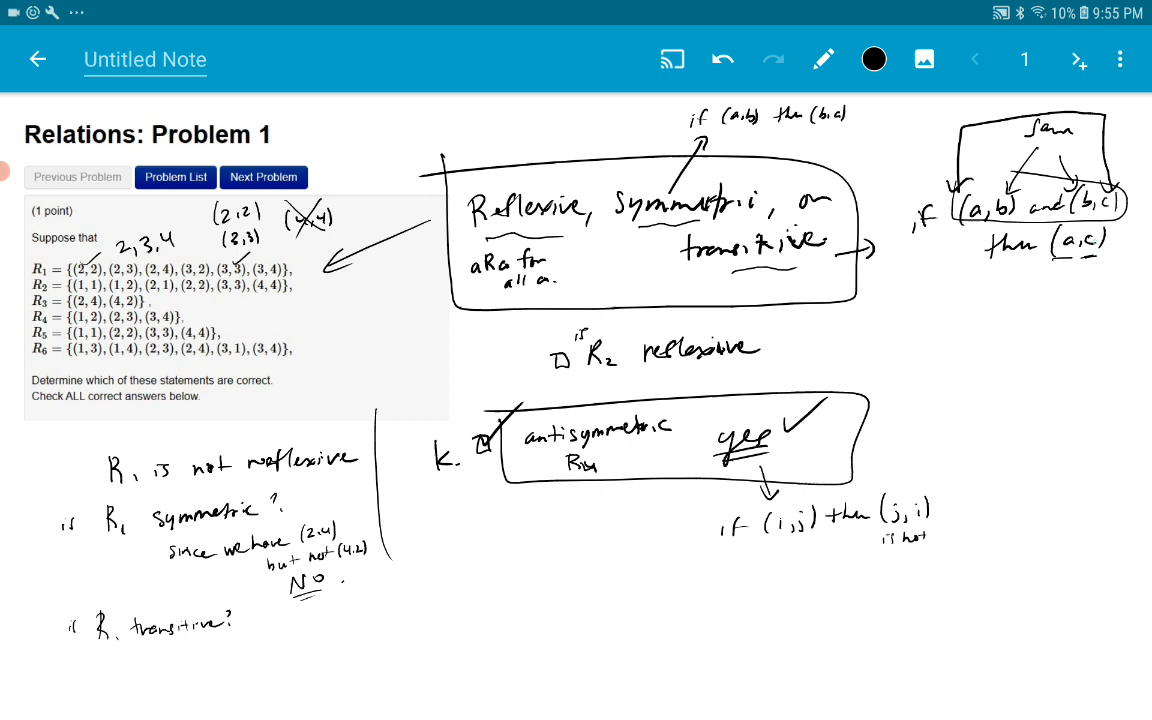 10% 9:55 PM
Untitled Note
1
Relations: Problem 1
Previous Problem Problem List Next Problem
(1 point)
Suppose that
2,3,4
(2,2) (4,4)
(3,3)
R₁ = {(2, 2), (2, 3), (2, 4), (3, 2), (3, 3), (3, 4)},
R₂ = {(1, 1), (1, 2), (2, 1), (2, 2), (3, 3), (4, 4)},
R₃ = {(2, 4), (4, 2)} ,
R₄ = {(1, 2), (2, 3), (3, 4)},
R₅ = {(1, 1), (2, 2), (3, 3), (4, 4)},
R₆ = {(1, 3), (1, 4), (2, 3), (2, 4), (3, 1), (3, 4)},
Determine which of these statements are correct.
Check ALL correct answers below.
if (a,b) then (b,a)
Reflexive, Symmetric, or
transitive
aRa for
all a.
Same
if (a,b) and (b,c)
then (a,c)
is
R₂ reflexive
k.
antisymmetric
yes
if (i,j) then (j,i)
is not
R₁ is not reflexive
is R₁ symmetric?
since we have (2,4)
but not (4,2)
NO.
is R₁ transitive?